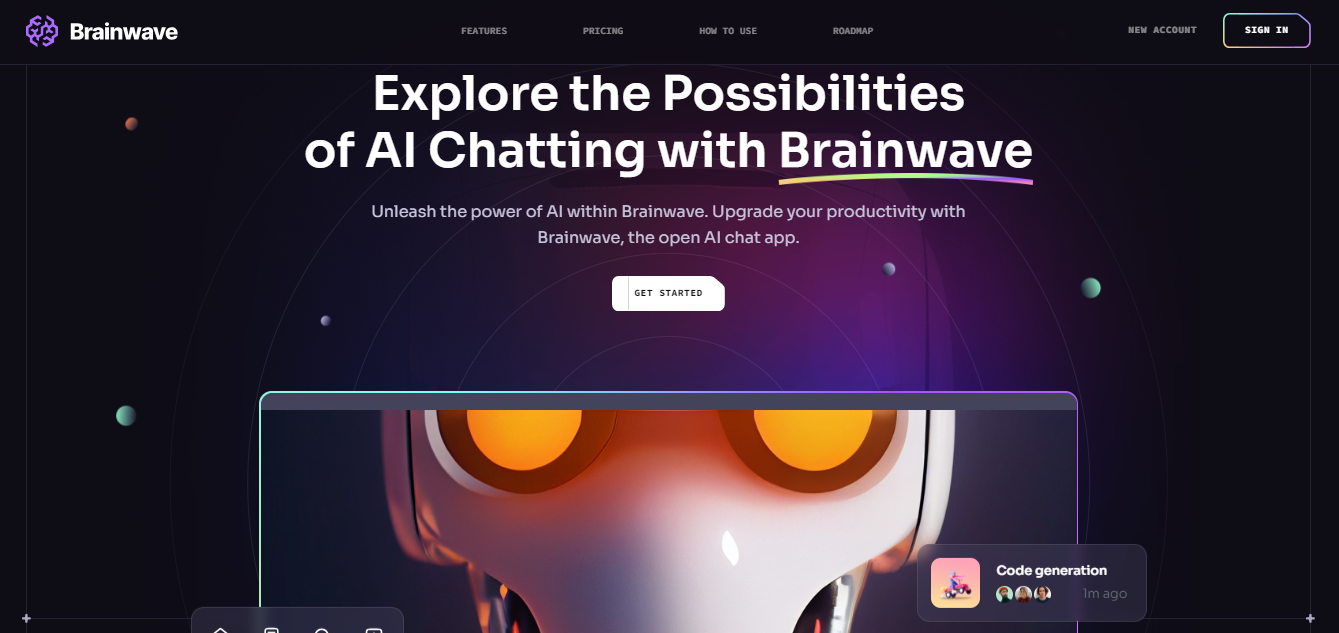 Brainwave
FEATURES
PRICING
HOW TO USE
ROADMAP
NEW ACCOUNT
SIGN IN
Explore the Possibilities
of AI Chatting with Brainwave
Unleash the power of AI within Brainwave. Upgrade your productivity with
Brainwave, the open AI chat app.
GET STARTED
Code generation
1m ago